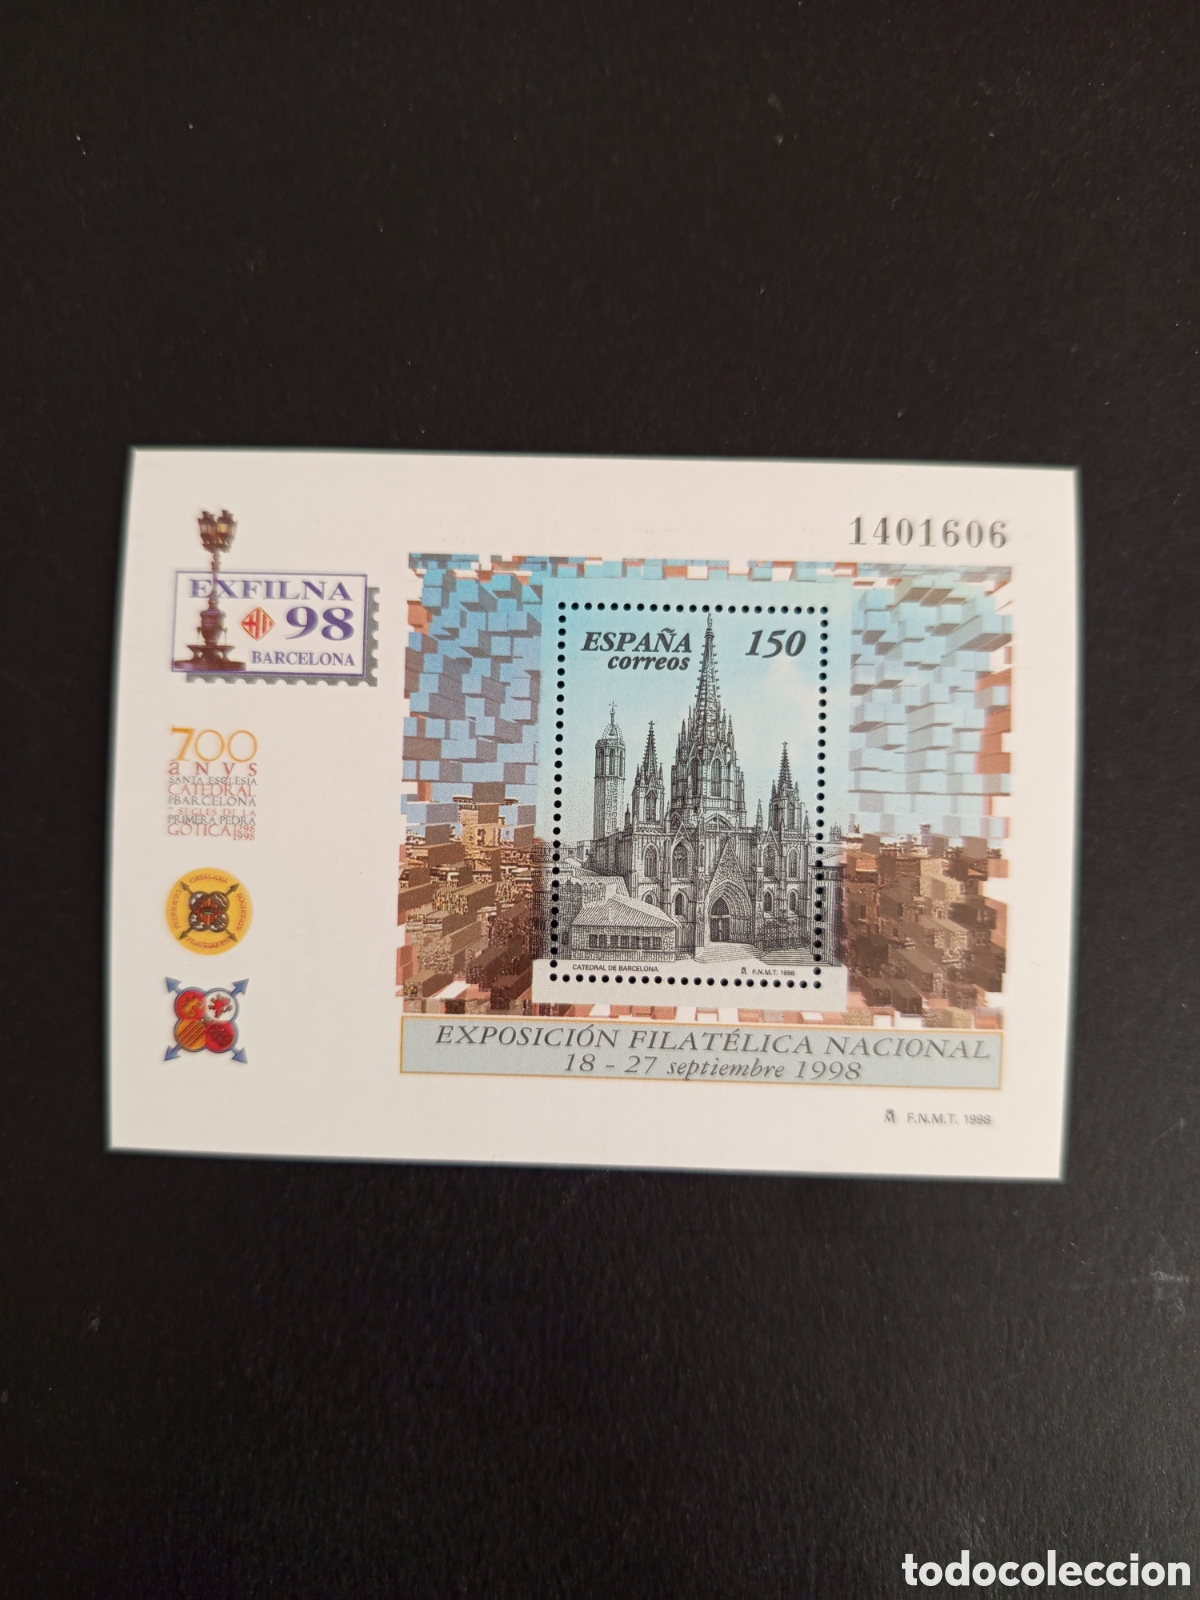 1401606
EXFILNA
98
BARCELONA
ESPAÑA
correos
150
700
aNYS
SANTA ESGLÉSIA
CATEDRAL
DE BARCELONA
7 SEGLES DE LA
PRIMERA PEDRA
GÒTICA 1298
1998
CATEDRAL DE BARCELONA
F.N.M.T. 1998
EXPOSICIÓN FILATÉLICA NACIONAL
18 - 27 septiembre 1998
F.N.M.T. 1998
todocoleccion